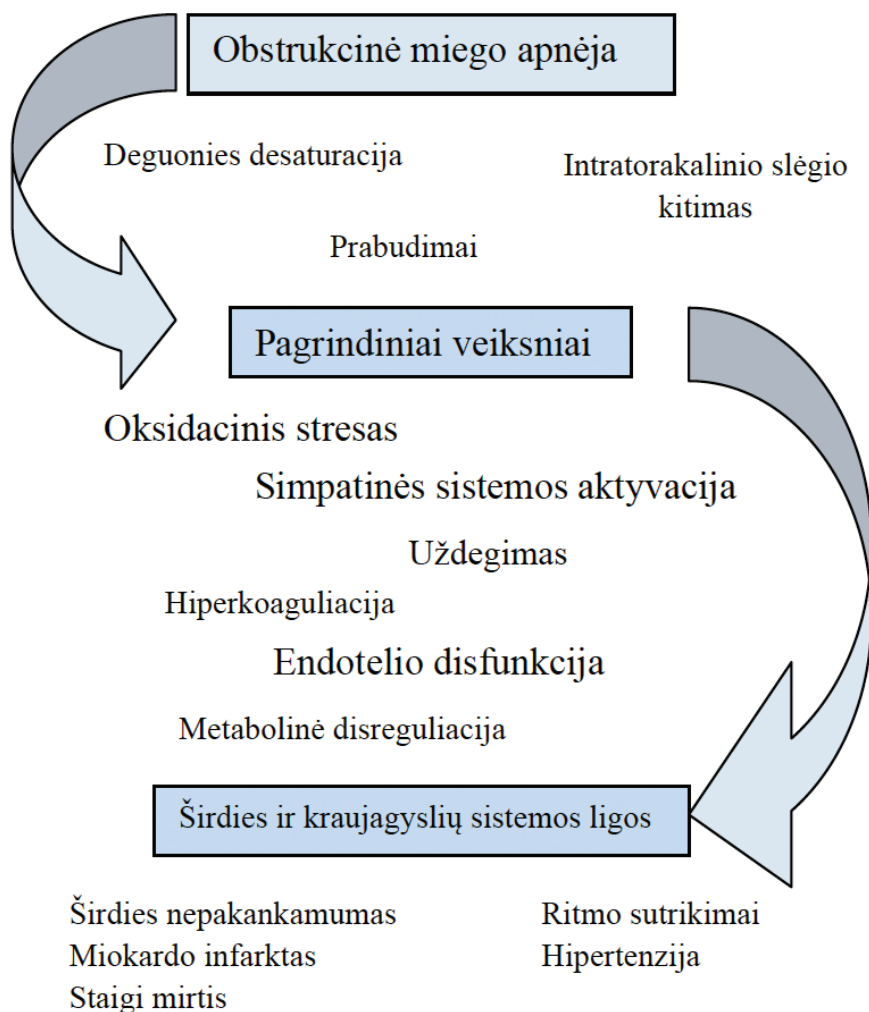 Obstrukcinė miego apnėja
Deguonies desaturacija
Intratorakalinio slėgio
kitimas
Prabudimai
Pagrindiniai veiksniai
Oksidacinis stresas
Simpatinės sistemos aktyvacija
Uždegimas
Hiperkoaguliacija
Endotelio disfunkcija
Metabolinė disreguliacija
Širdies ir kraujagyslių sistemos ligos
Širdies nepakankamumas
Miokardo infarktas
Staigi mirtis
Ritmo sutrikimai
Hipertenzija